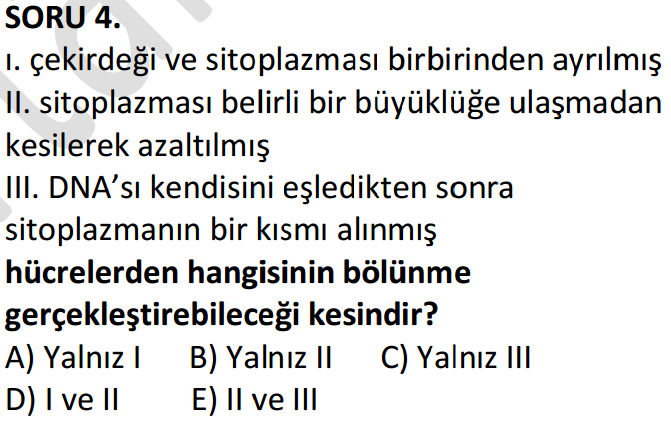 SORU 4.
I. çekirdeği ve sitoplazması birbirinden ayrılmış
II. sitoplazması belirli bir büyüklüğe ulaşmadan
kesilerek azaltılmış
III. DNA’sı kendisini eşledikten sonra
sitoplazmanın bir kısmı alınmış
hücrelerden hangisinin bölünme
gerçekleştirebileceği kesindir?
A) Yalnız I B) Yalnız II C) Yalnız III
D) I ve II E) II ve III